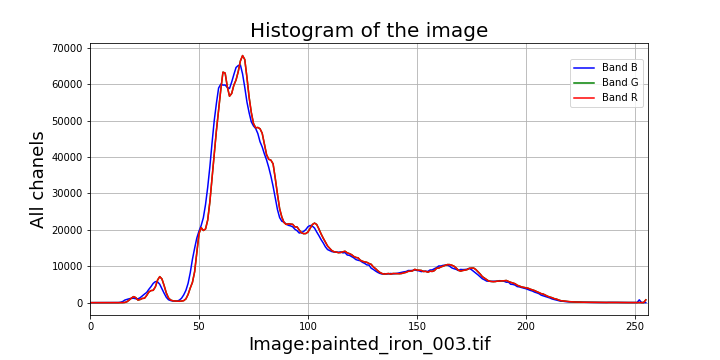 Histogram of the image
70000
60000
50000
40000
30000
20000
10000
0
All chanels
Band B
Band G
Band R
0 50 100 150 200 250
Image:painted_iron_003.tif